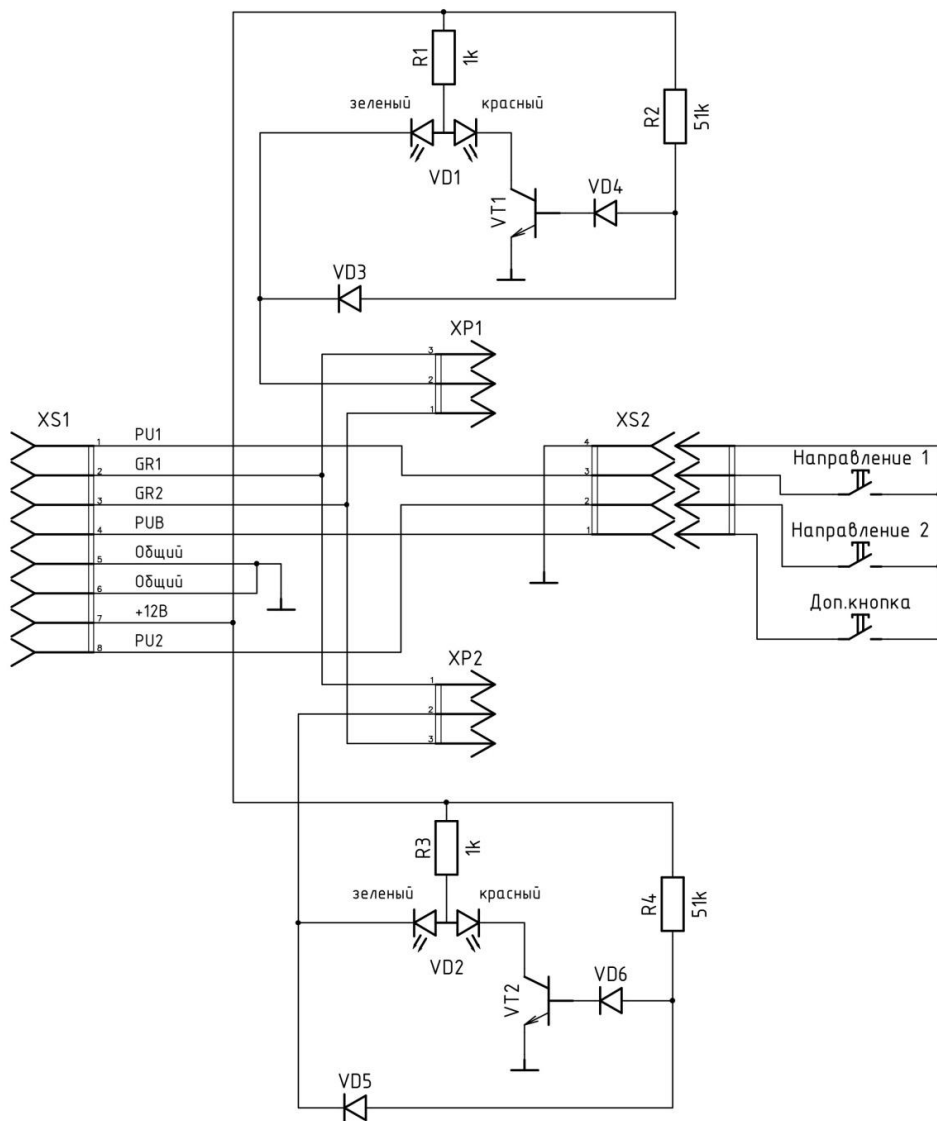 R1
1k
зеленый
красный
R2
51k
VD1
VD4
VT1
VD3
XP1
3
2
1
XS1
XS2
1
PU1
4
2
GR1
3
Направление 1
3
GR2
2
4
PUB
1
Направление 2
5
Общий
6
Общий
7
+12В
Доп.кнопка
8
PU2
XP2
1
2
3
R3
1k
зеленый
красный
R4
51k
VD2
VD6
VT2
VD5